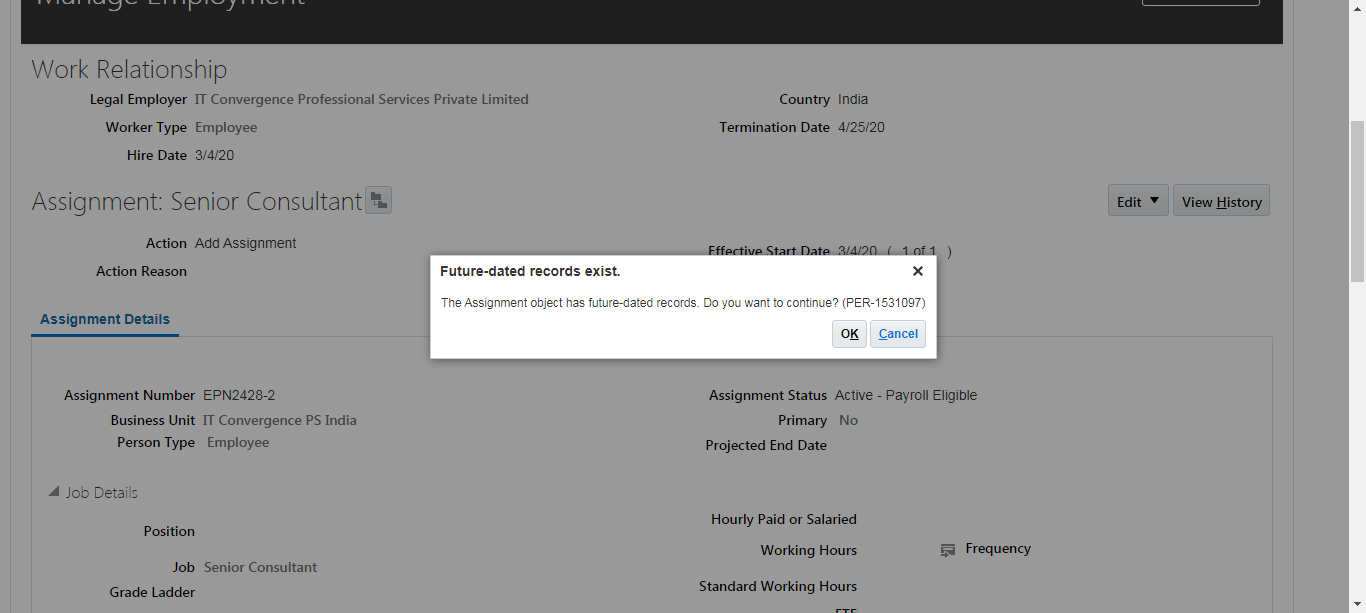 Manage Employment
Work Relationship
Legal Employer IT Convergence Professional Services Private Limited
Country India
Worker Type Employee
Termination Date 4/25/20
Hire Date 3/4/20
Assignment: Senior Consultant
Edit
View History
Action Add Assignment
Effective Start Date 3/4/20 ( 1 of 1 )
Action Reason
Future-dated records exist.
The Assignment object has future-dated records. Do you want to continue? (PER-1531097)
OK
Cancel
Assignment Details
Assignment Number EPN2428-2
Assignment Status Active - Payroll Eligible
Business Unit IT Convergence PS India
Primary No
Person Type Employee
Projected End Date
Job Details
Hourly Paid or Salaried
Position
Working Hours
Frequency
Job Senior Consultant
Standard Working Hours
Grade Ladder
FTE